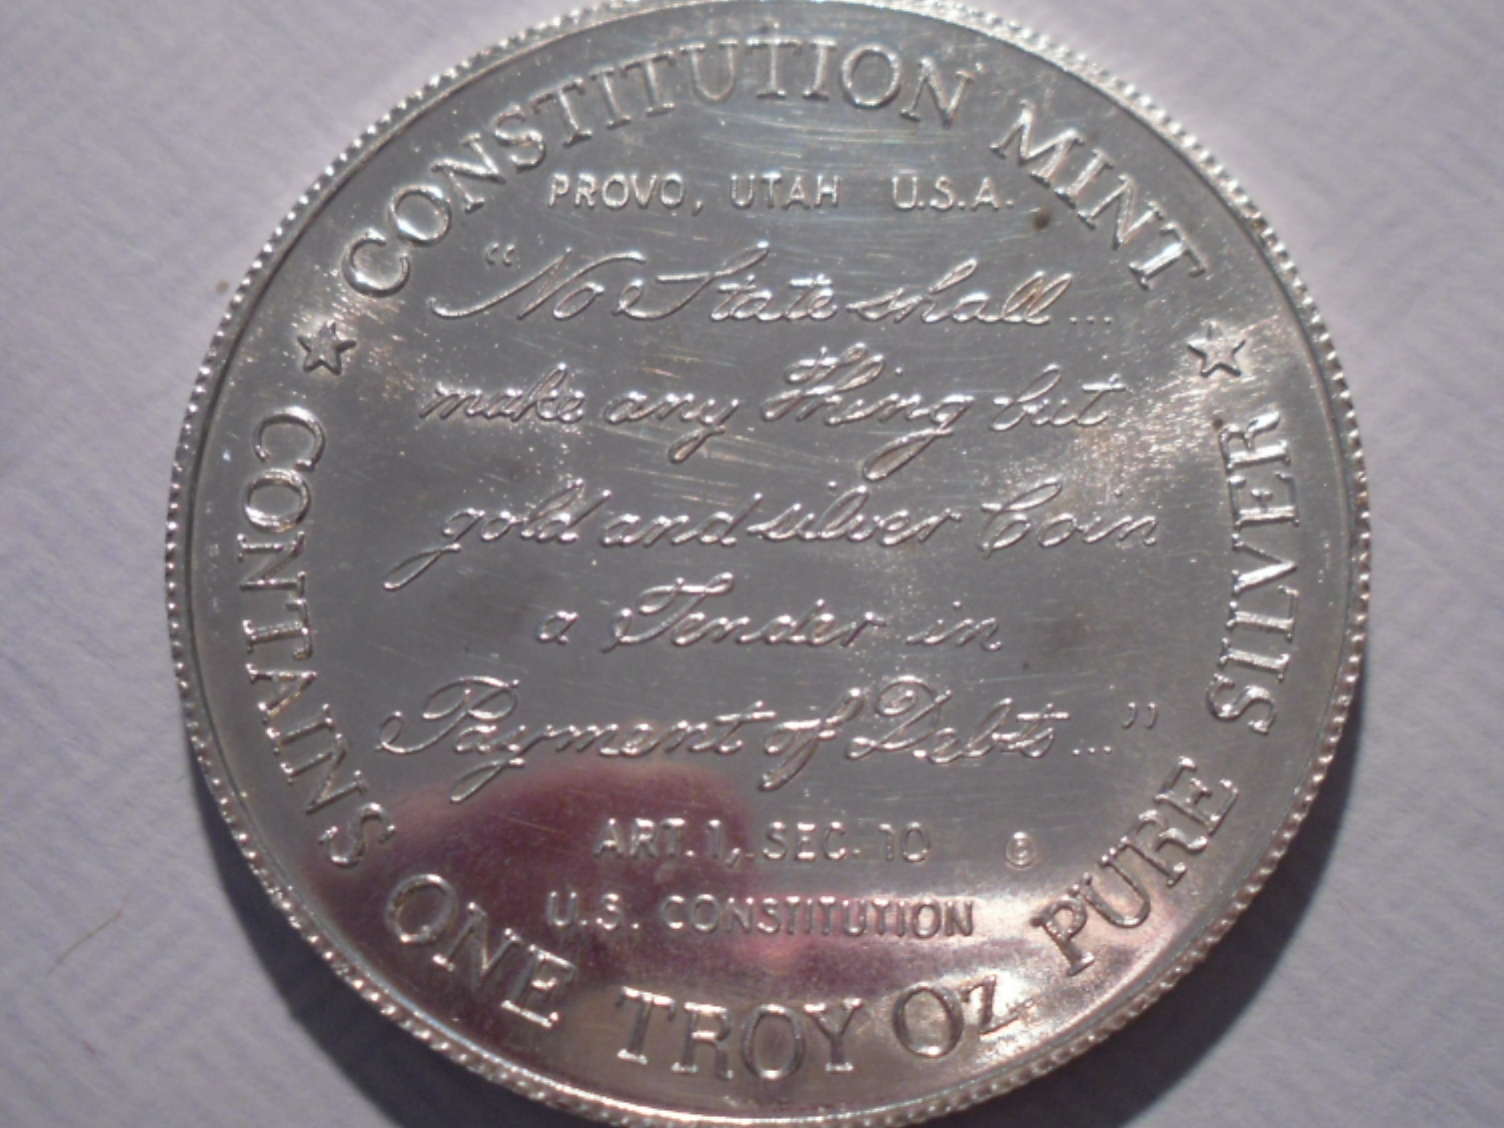 CONSTITUTION MINT
PROVO, UTAH U.S.A.
"No State shall...
make any Thing but
gold and silver Coin
a Tender in
Payment of Debts..."
ART. 1, SEC. 10
U.S. CONSTITUTION
CONTAINS ONE TROY OZ. PURE SILVER